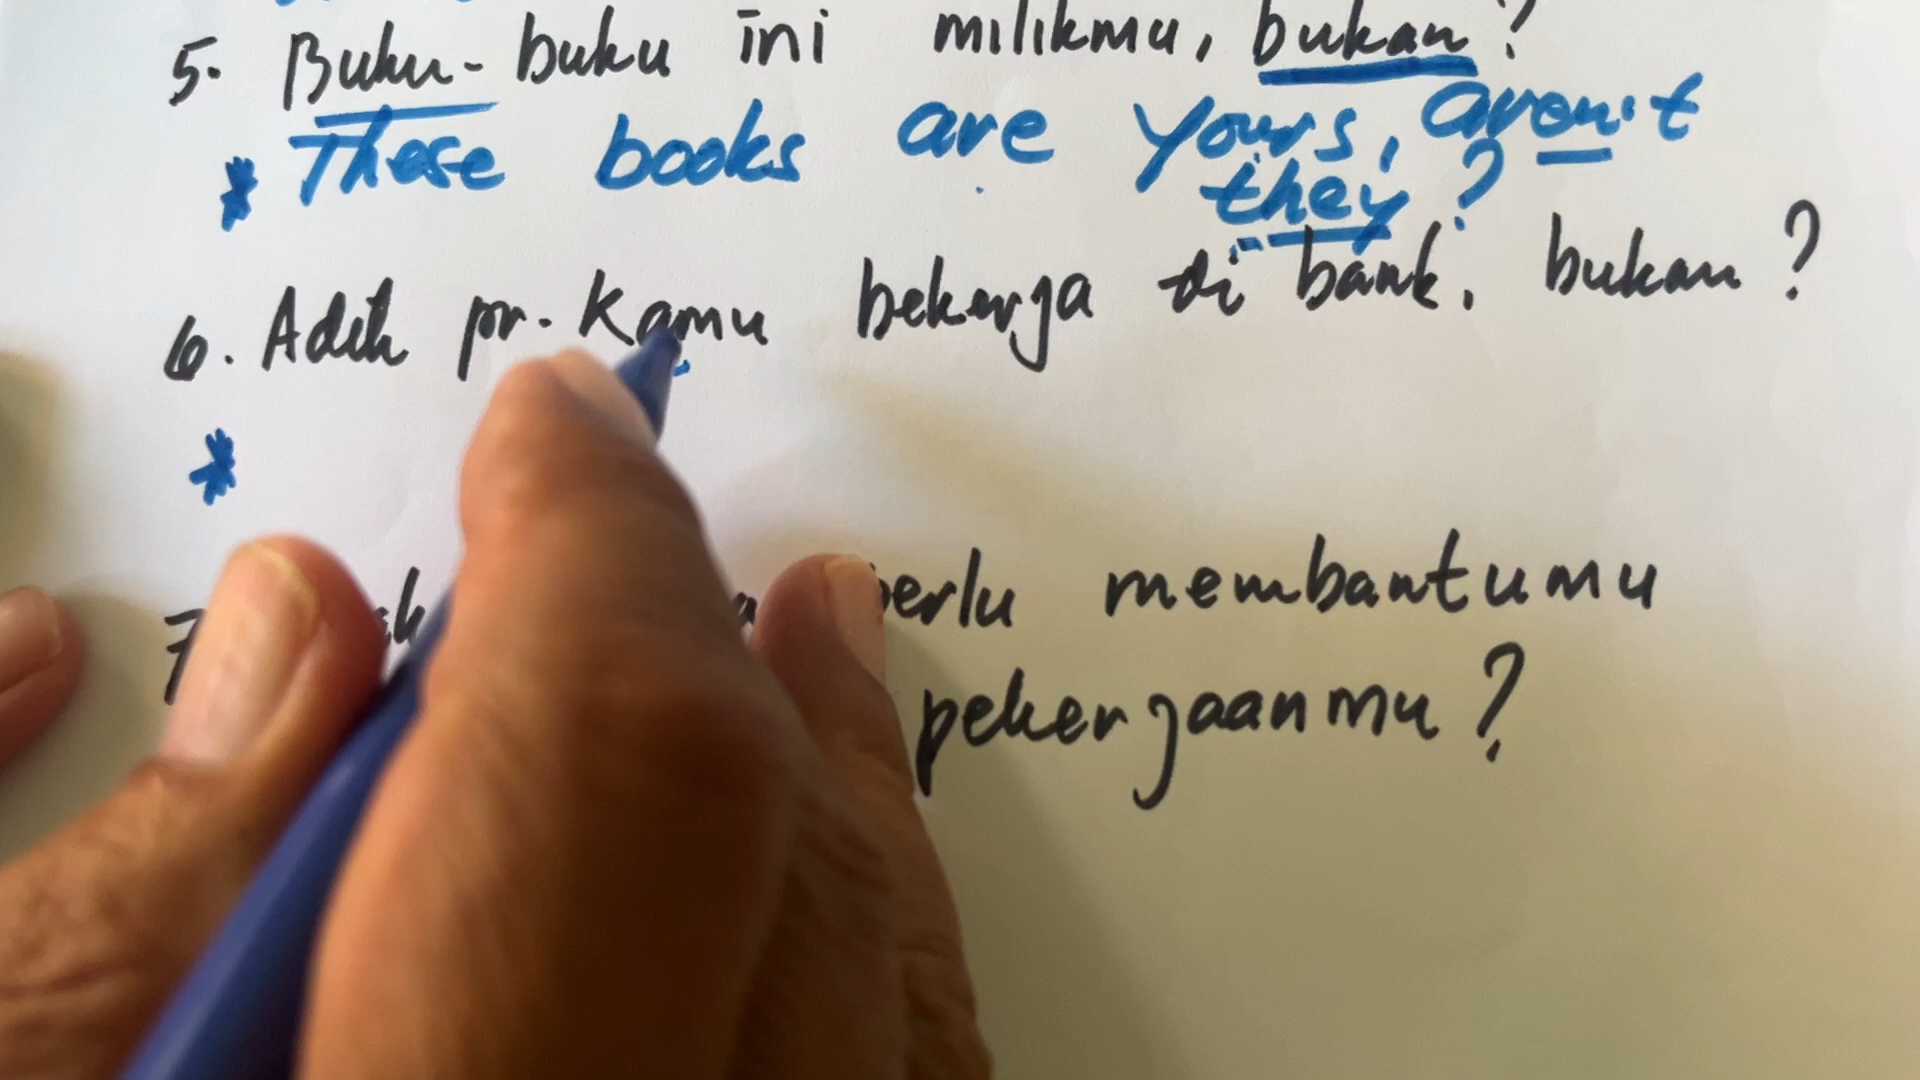 5. Buku-buku ini milikmu, bukan?
* These books are yours, aren't
they?
6. Adik pr. kamu bekerja di bank, bukan?
*
7. perlu membantumu
pekerjaanmu?